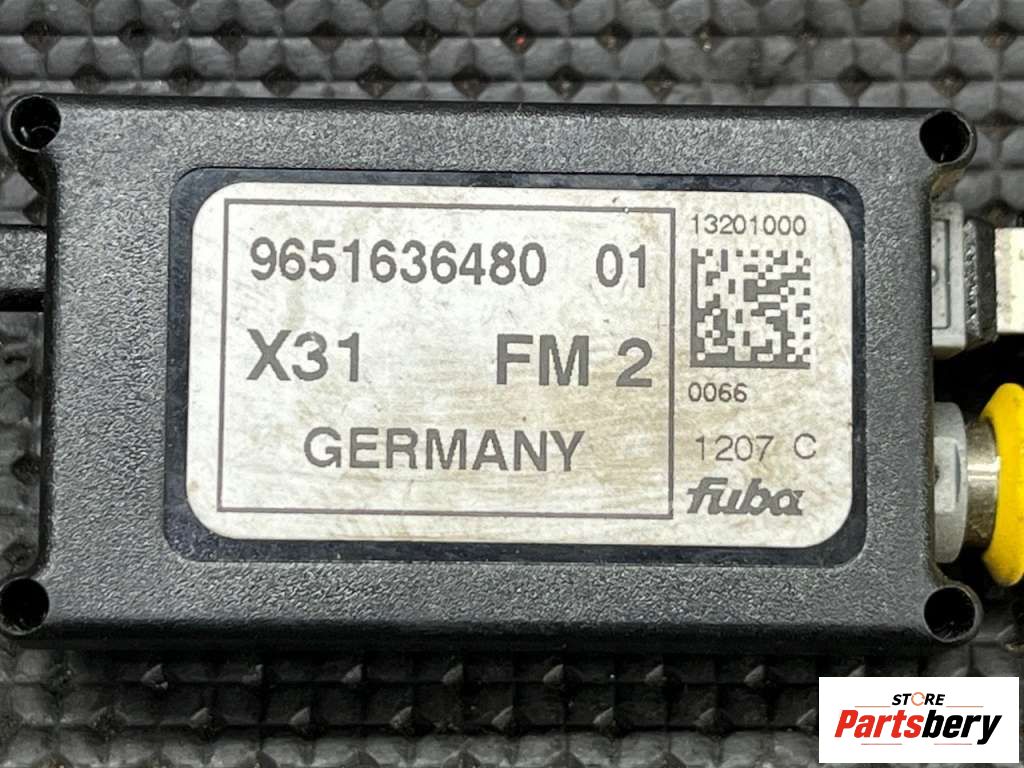 9651636480 01
X31 FM 2
GERMANY
13201000
0066
1207 C
fuba
STORE
Partsbery